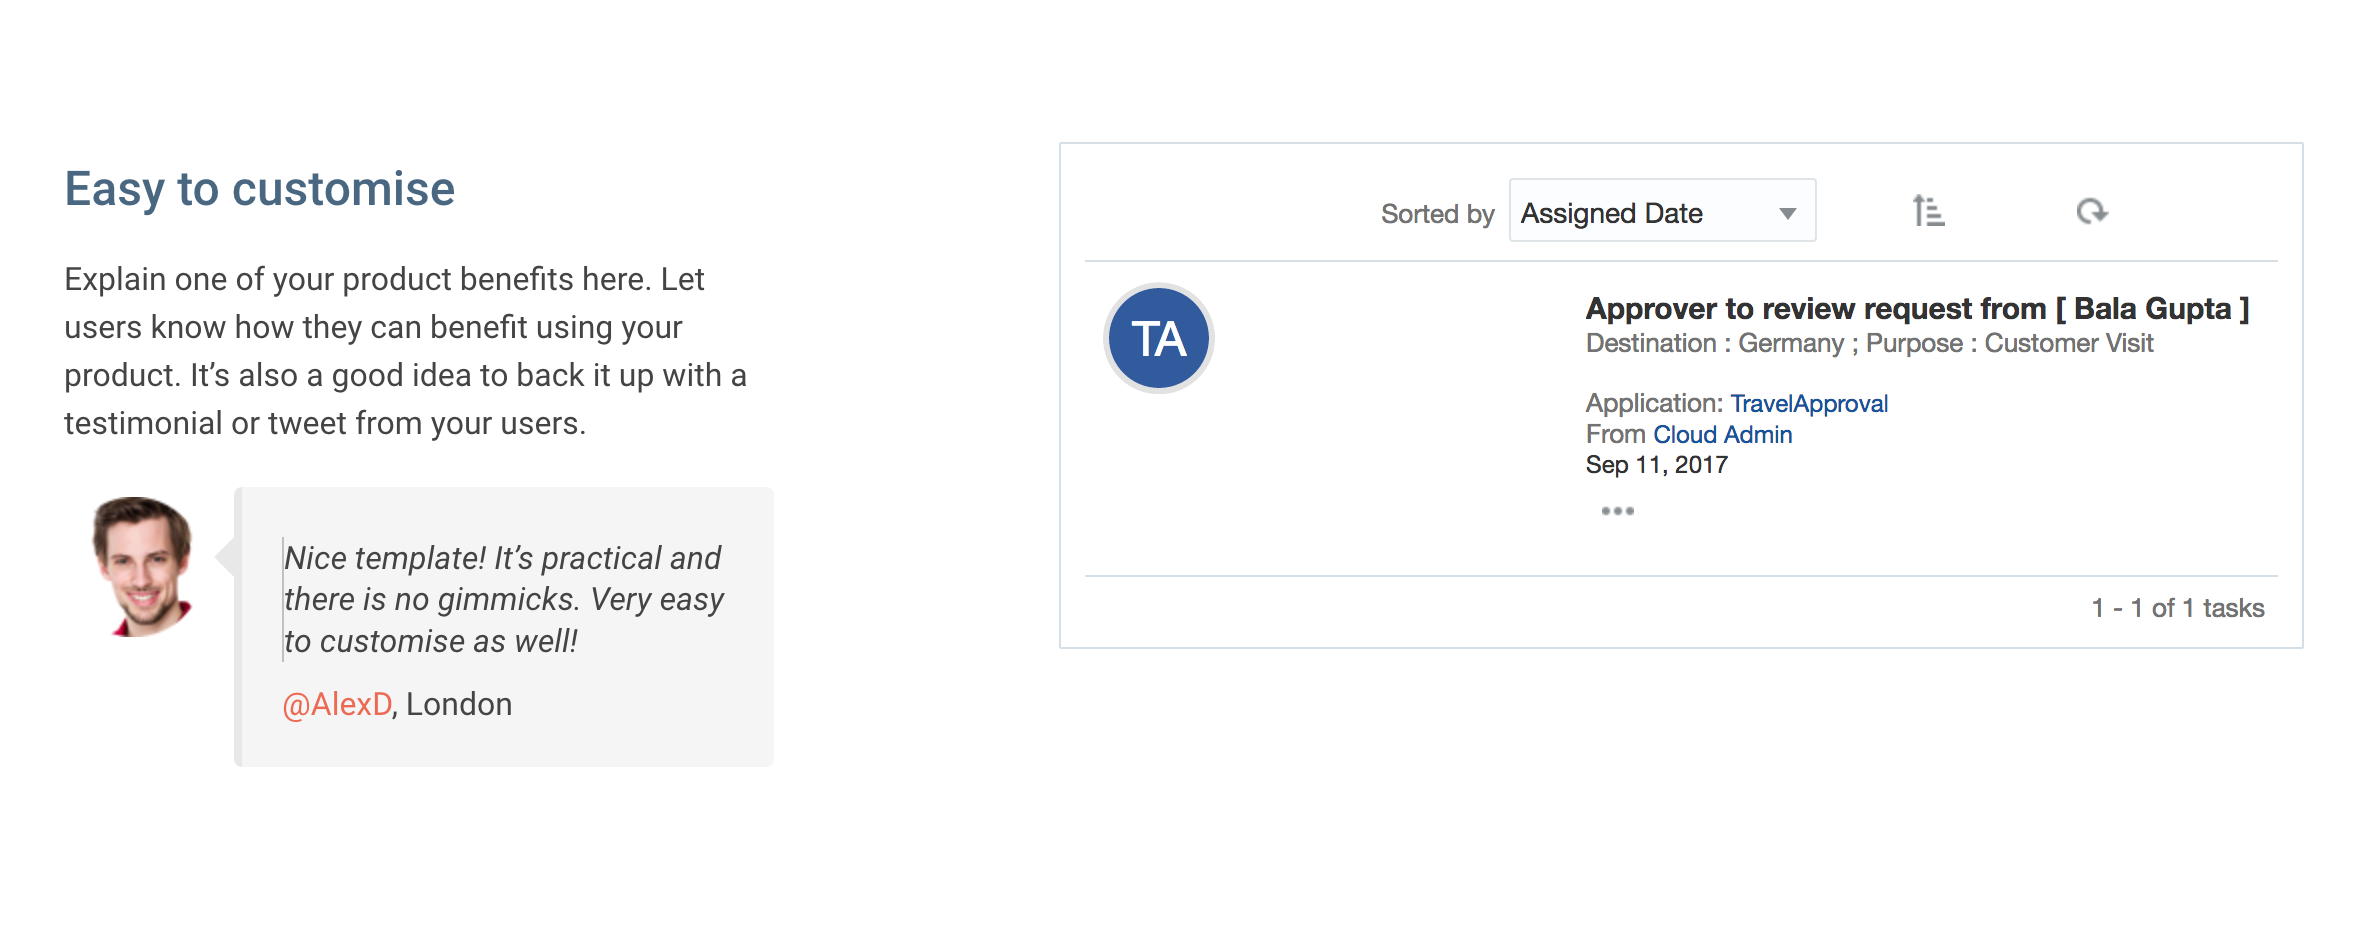 Easy to customise
Explain one of your product benefits here. Let
users know how they can benefit using your
product. It’s also a good idea to back it up with a
testimonial or tweet from your users.
Nice template! It’s practical and
there is no gimmicks. Very easy
to customise as well!
@AlexD, London
Sorted by Assigned Date
TA
Approver to review request from [ Bala Gupta ]
Destination : Germany ; Purpose : Customer Visit
Application: TravelApproval
From Cloud Admin
Sep 11, 2017
1 - 1 of 1 tasks